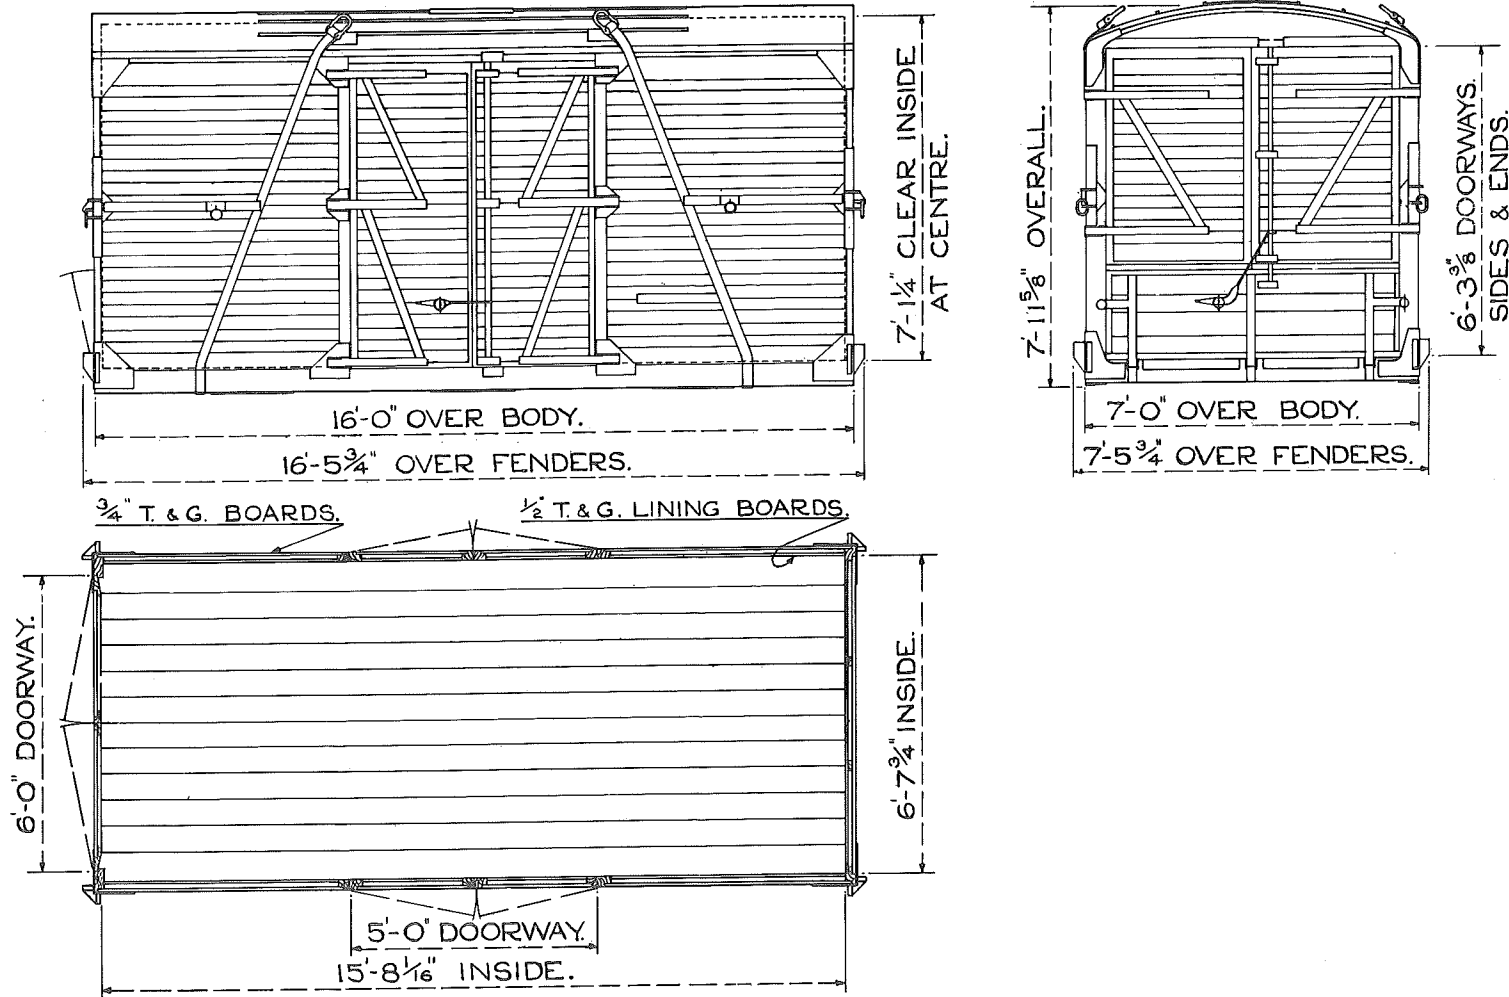 7'-1¼" CLEAR INSIDE
AT CENTRE.
16'-0" OVER BODY.
16'-5¾" OVER FENDERS.
7'-11⅝" OVERALL.
6'-3⅜" DOORWAYS.
SIDES & ENDS.
7'-0" OVER BODY.
7'-5¾" OVER FENDERS.
¾" T. & G. BOARDS.
½" T. & G. LINING BOARDS.
6'-0" DOORWAY.
6'-7¾" INSIDE.
5'-0" DOORWAY.
15'-8 1/16" INSIDE.